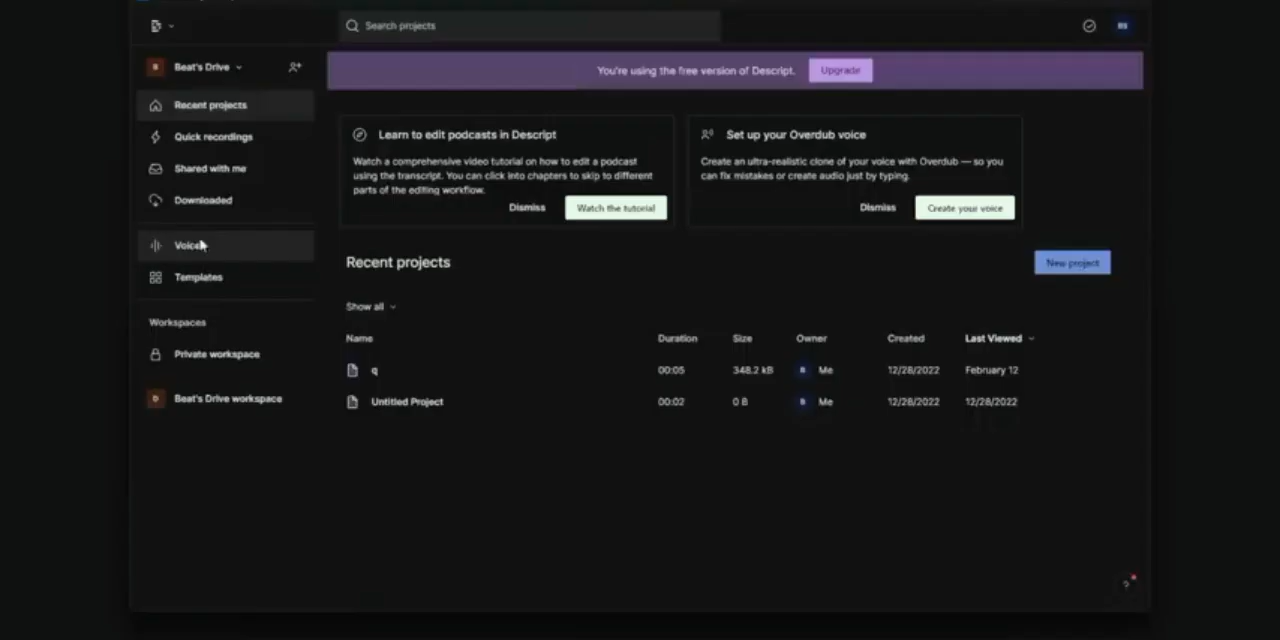 Search projects
BS
B Beat's Drive
You're using the free version of Descript. Upgrade
Recent projects
Quick recordings
Shared with me
Downloaded
Voices
Templates
Workspaces
Private workspace
Beat's Drive workspace
Learn to edit podcasts in Descript
Watch a comprehensive video tutorial on how to edit a podcast
using the transcript. You can click into chapters to skip to different
parts of the editing workflow.
Dismiss Watch the tutorial
Set up your Overdub voice
Create an ultra-realistic clone of your voice with Overdub — so you
can fix mistakes or create audio just by typing.
Dismiss Create your voice
Recent projects New project
Show all
Name Duration Size Owner Created Last Viewed
q 00:05 348.2 kB B Me 12/28/2022 February 12
Untitled Project 00:02 0 B B Me 12/28/2022 12/28/2022
?